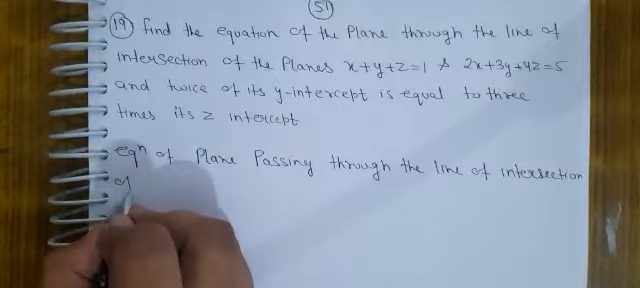 51
(19) Find the equation of the Plane through the line of
intersection of the Planes x+y+z=1 & 2x+3y+4z=5
and twice of its y-intercept is equal to three
times its z intercept
eqⁿ of Plane Passing through the line of intersection
of